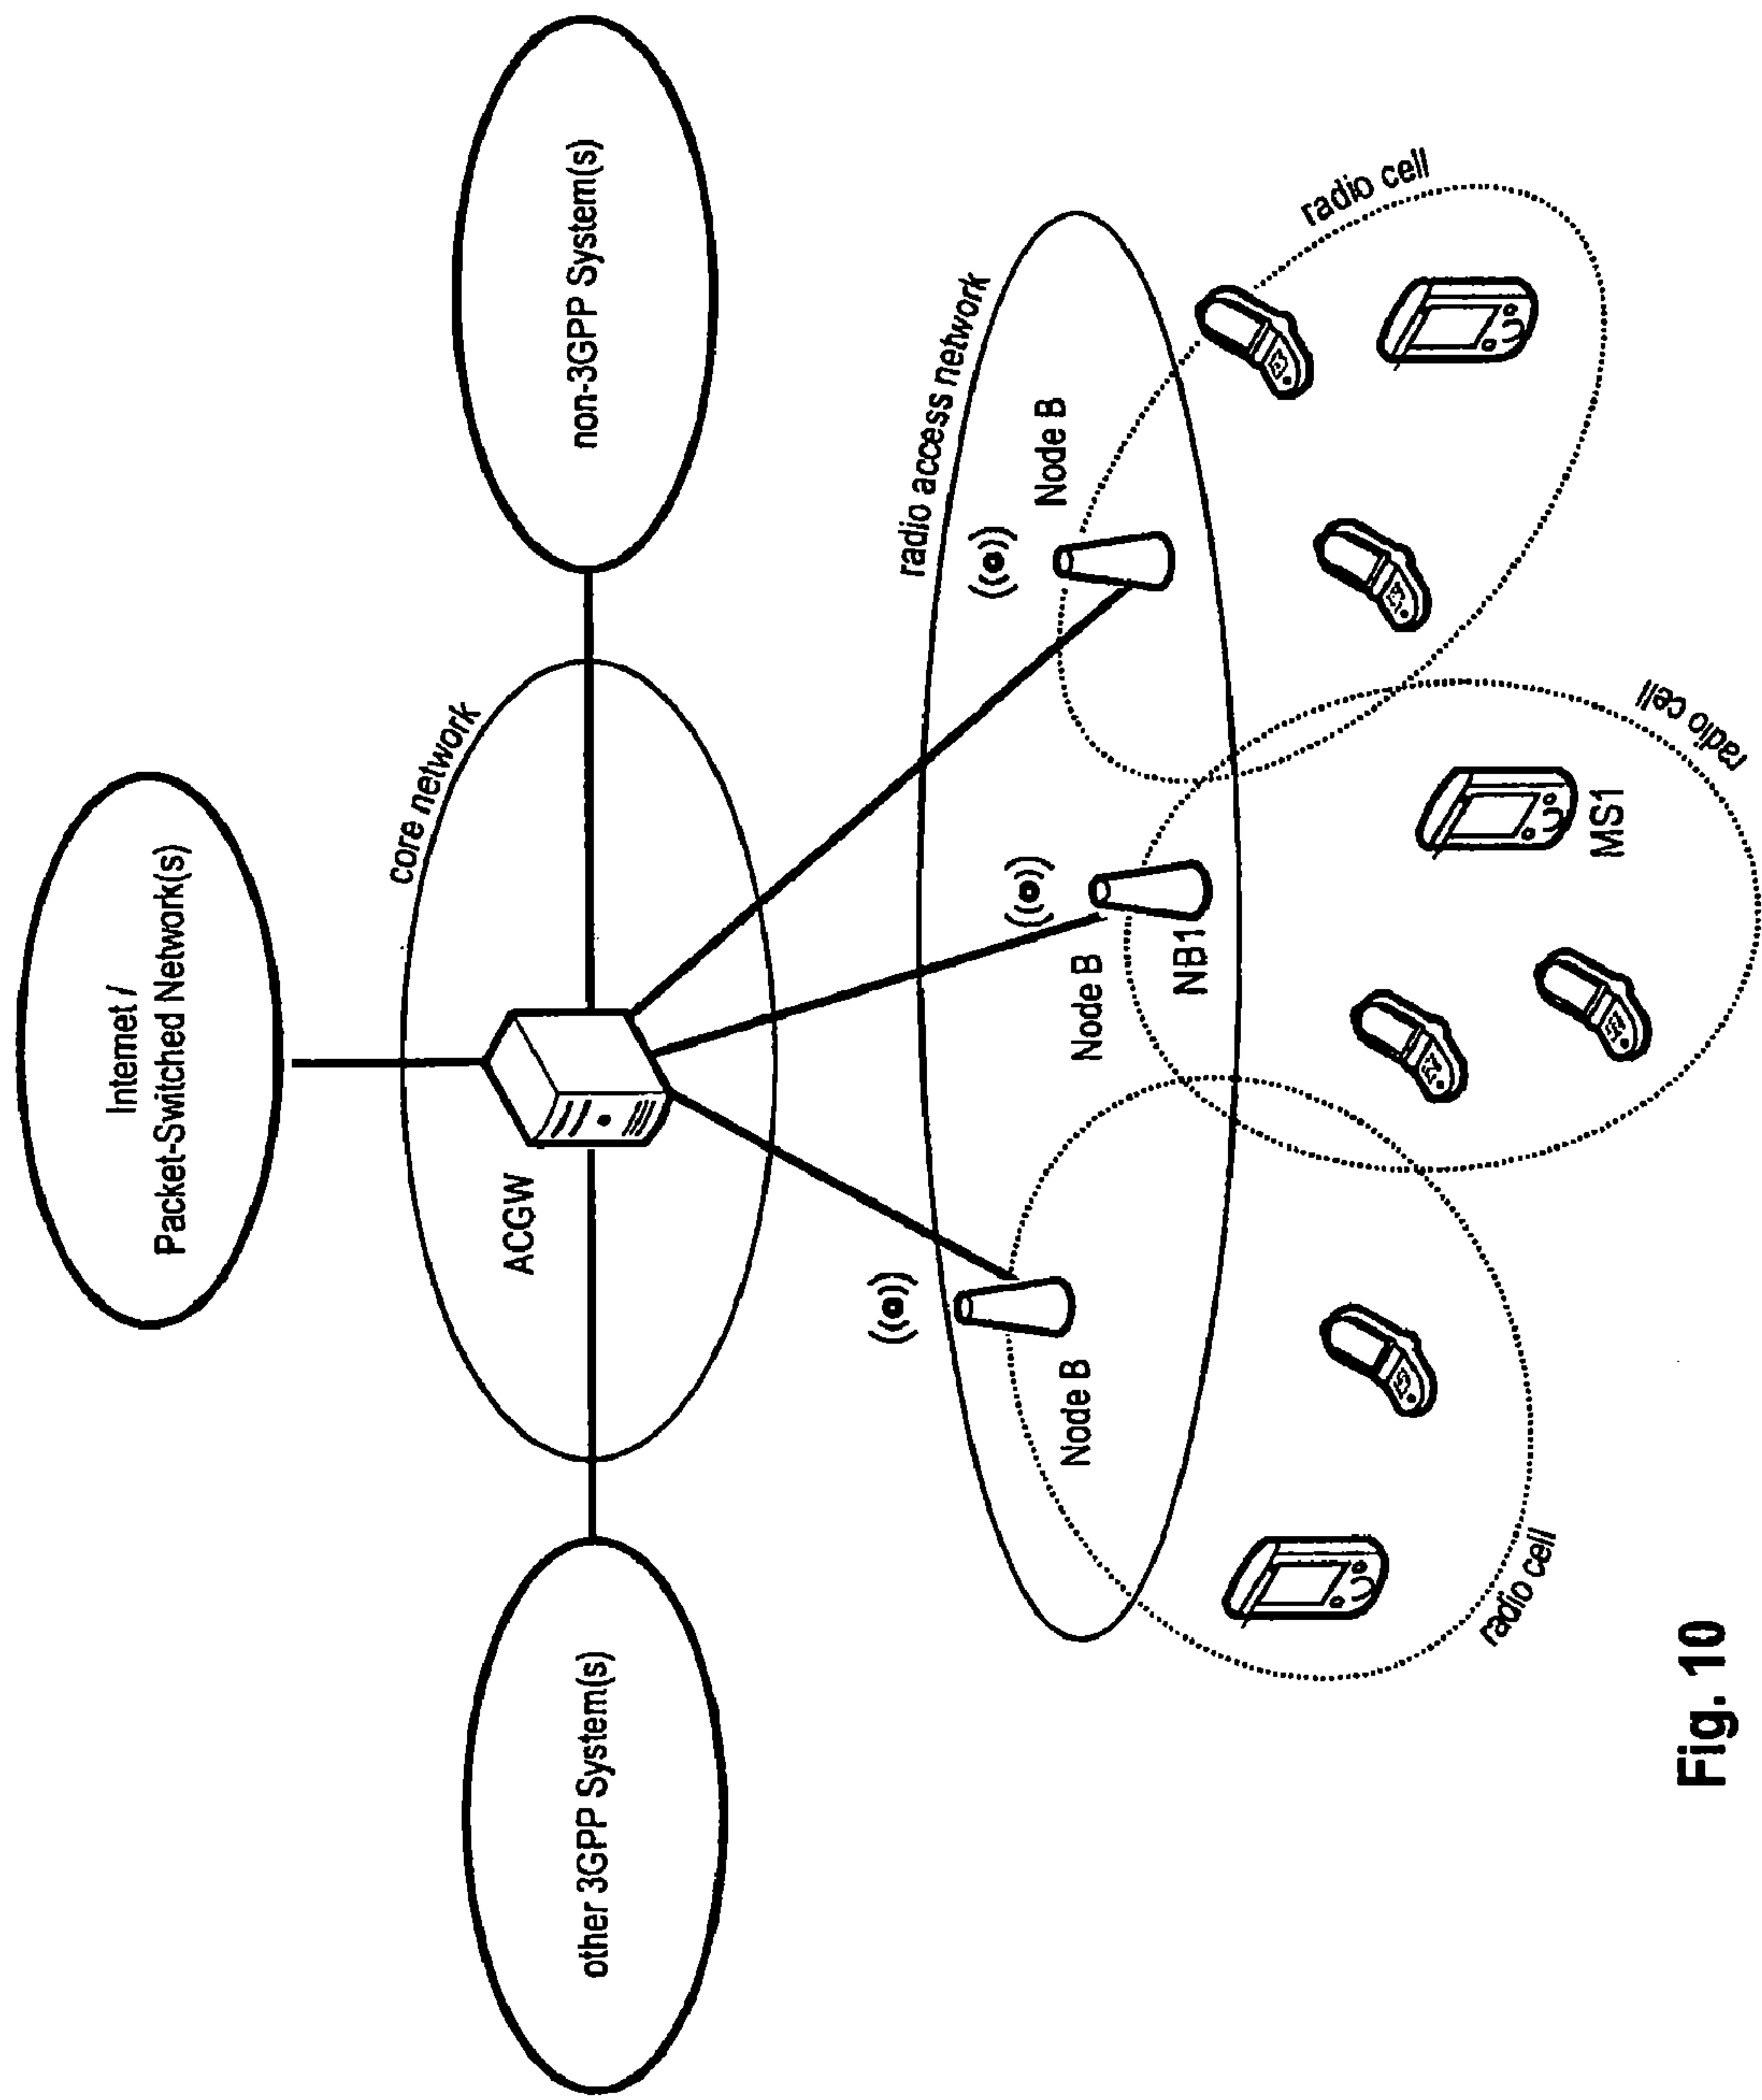 Internet /
Packet-Switched Network(s)
core network
ACGW
other 3GPP System(s)
non-3GPP System(s)
radio access network
Node B
Node B
NB1
Node B
radio cell
radio cell
MS1
radio cell
Fig. 10